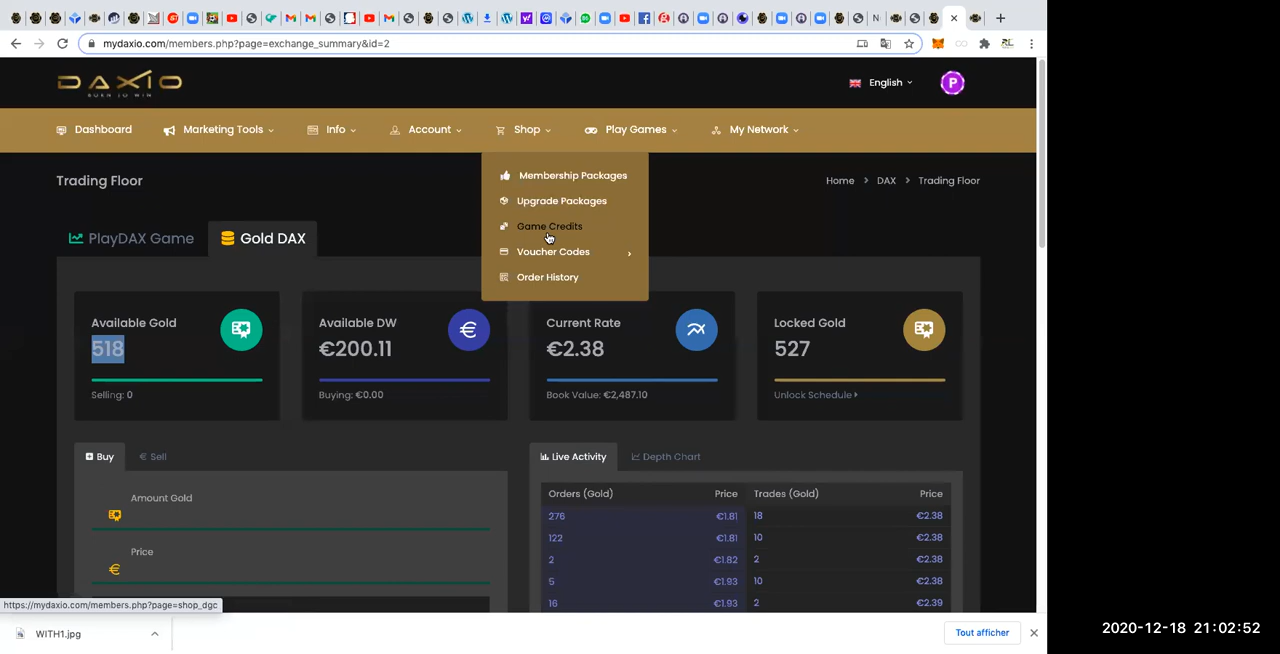 mydaxio.com/members.php?page=exchange_summary&id=2
DAXIO
BORN TO WIN
English
P
Dashboard
Marketing Tools
Info
Account
Shop
Play Games
My Network
Membership Packages
Upgrade Packages
Game Credits
Voucher Codes
Order History
Trading Floor
Home > DAX > Trading Floor
PlayDAX Game
Gold DAX
Available Gold
518
Selling: 0
Available DW
€200.11
Buying: €0.00
Current Rate
€2.38
Book Value: €2,487.10
Locked Gold
527
Unlock Schedule
Buy
€ Sell
Amount Gold
Price
€
Live Activity
Depth Chart
Orders (Gold) Price Trades (Gold) Price
276 €1.81 18 €2.38
122 €1.81 10 €2.38
2 €1.82 2 €2.38
5 €1.93 10 €2.38
16 €1.93 2 €2.39
https://mydaxio.com/members.php?page=shop_dgc
WITH1.jpg
Tout afficher
2020-12-18 21:02:52